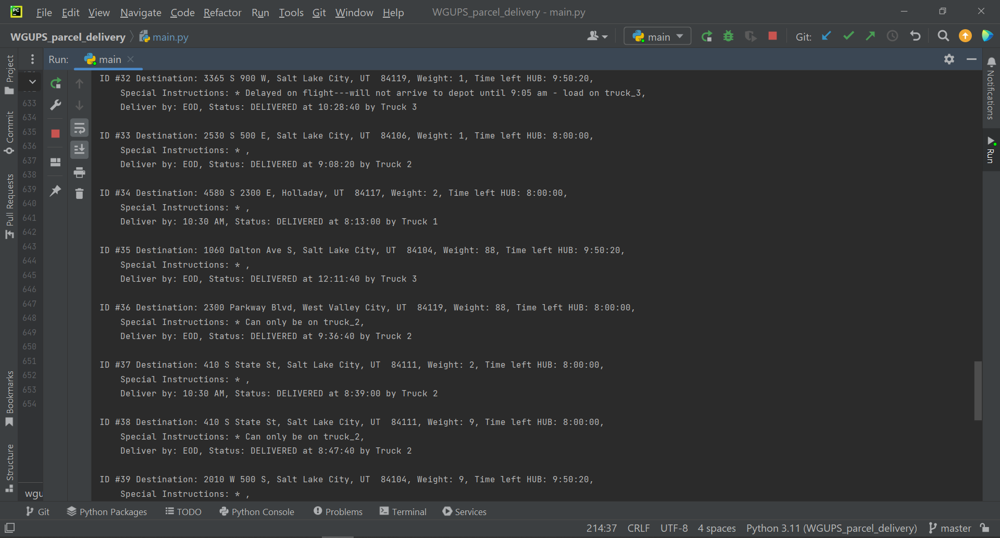 PC File Edit View Navigate Code Refactor Run Tools Git Window Help WGUPS_parcel_delivery - main.py
WGUPS_parcel_delivery main.py main Git:
Run: main
Project
Commit
Pull Requests
Bookmarks
Structure
633
634
635
636
637
638
639
640
641
642
643
644
645
646
647
648
649
650
651
652
653
654
wgu
ID #32 Destination: 3365 S 900 W, Salt Lake City, UT  84119, Weight: 1, Time left HUB: 9:50:20,
Special Instructions: * Delayed on flight---will not arrive to depot until 9:05 am - load on truck_3,
Deliver by: EOD, Status: DELIVERED at 10:28:40 by Truck 3
ID #33 Destination: 2530 S 500 E, Salt Lake City, UT  84106, Weight: 1, Time left HUB: 8:00:00,
Special Instructions: * ,
Deliver by: EOD, Status: DELIVERED at 9:08:20 by Truck 2
ID #34 Destination: 4580 S 2300 E, Holladay, UT  84117, Weight: 2, Time left HUB: 8:00:00,
Special Instructions: * ,
Deliver by: 10:30 AM, Status: DELIVERED at 8:13:00 by Truck 1
ID #35 Destination: 1060 Dalton Ave S, Salt Lake City, UT  84104, Weight: 88, Time left HUB: 9:50:20,
Special Instructions: * ,
Deliver by: EOD, Status: DELIVERED at 12:11:40 by Truck 3
ID #36 Destination: 2300 Parkway Blvd, West Valley City, UT  84119, Weight: 88, Time left HUB: 8:00:00,
Special Instructions: * Can only be on truck_2,
Deliver by: EOD, Status: DELIVERED at 9:36:40 by Truck 2
ID #37 Destination: 410 S State St, Salt Lake City, UT  84111, Weight: 2, Time left HUB: 8:00:00,
Special Instructions: * ,
Deliver by: 10:30 AM, Status: DELIVERED at 8:39:00 by Truck 2
ID #38 Destination: 410 S State St, Salt Lake City, UT  84111, Weight: 9, Time left HUB: 8:00:00,
Special Instructions: * Can only be on truck_2,
Deliver by: EOD, Status: DELIVERED at 8:47:40 by Truck 2
ID #39 Destination: 2010 W 500 S, Salt Lake City, UT  84104, Weight: 9, Time left HUB: 9:50:20,
Special Instructions: * ,
Notifications
Run
Git Python Packages TODO Python Console Problems Terminal Services
214:37 CRLF UTF-8 4 spaces Python 3.11 (WGUPS_parcel_delivery) master